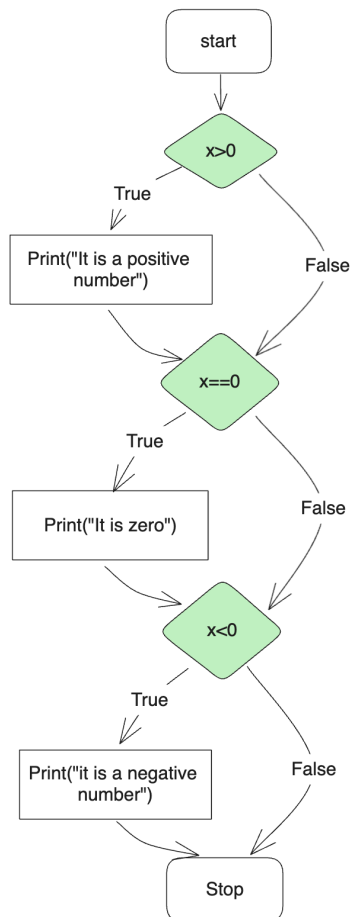 start
x>0
True
Print("It is a positive
number")
False
x==0
True
Print("It is zero")
False
x<0
True
Print("it is a negative
number")
False
Stop